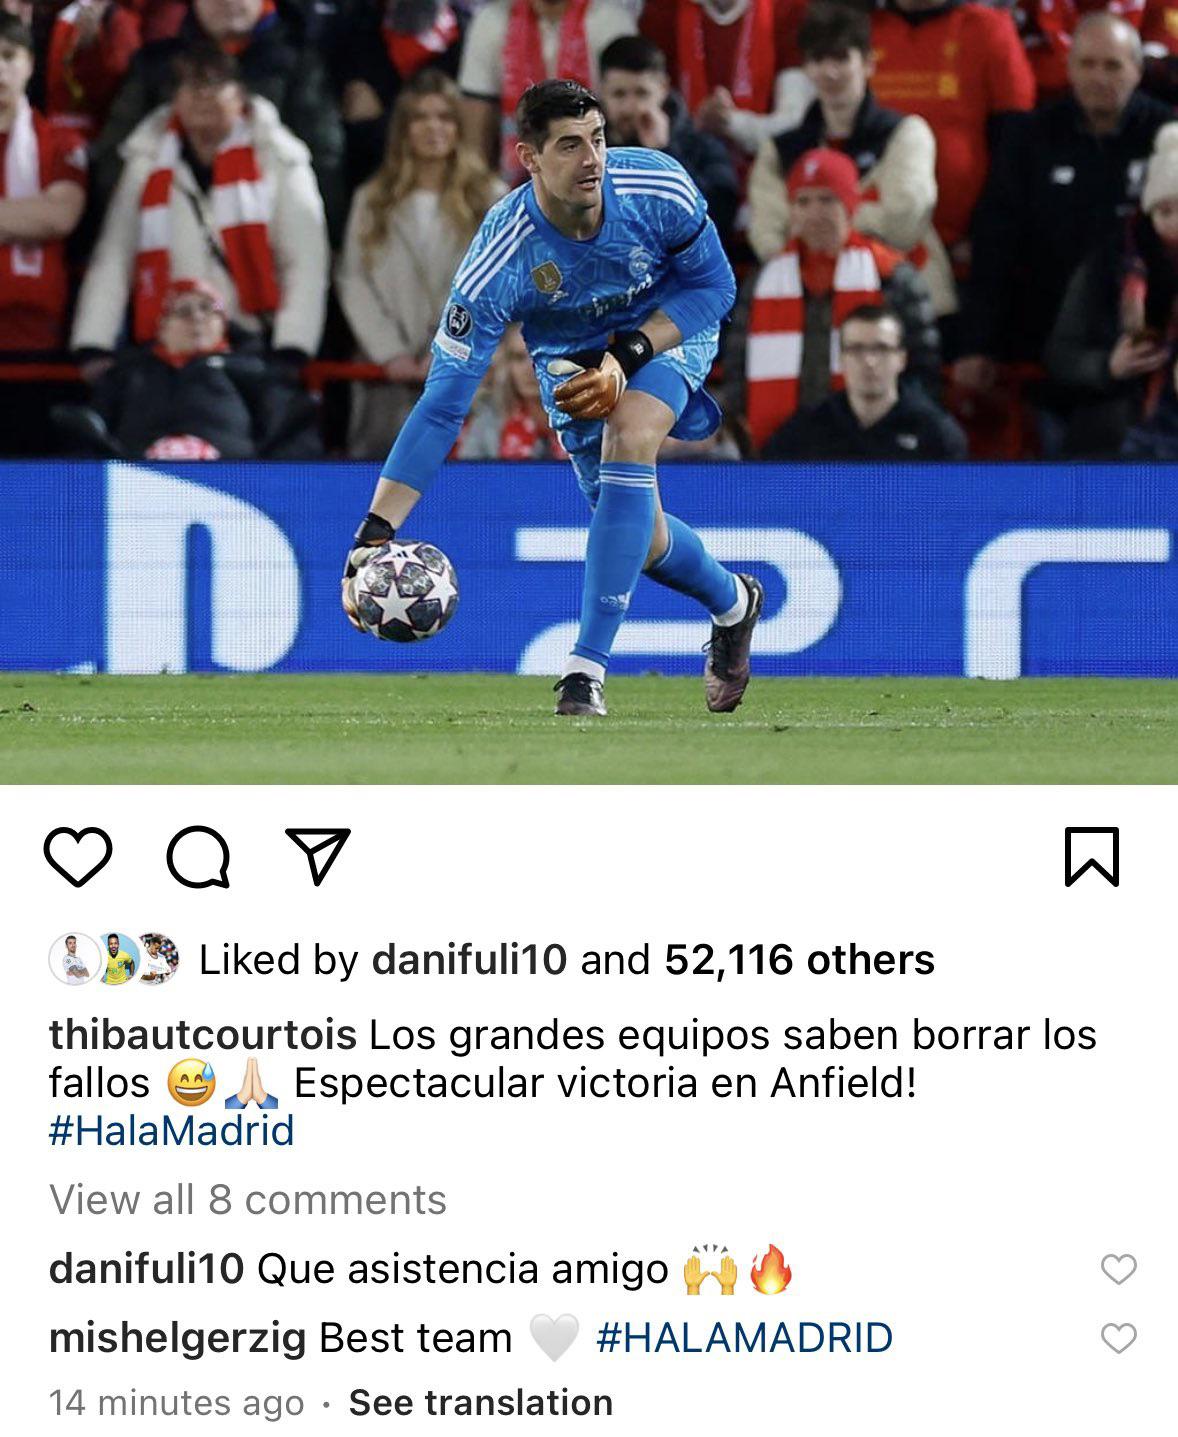 Liked by danifuli10 and 52,116 others
thibautcourtois Los grandes equipos saben borrar los
fallos 😅🙏🏻 Espectacular victoria en Anfield!
#HalaMadrid
View all 8 comments
danifuli10 Que asistencia amigo 🙌🔥
mishelgerzig Best team 🤍 #HALAMADRID
14 minutes ago · See translation